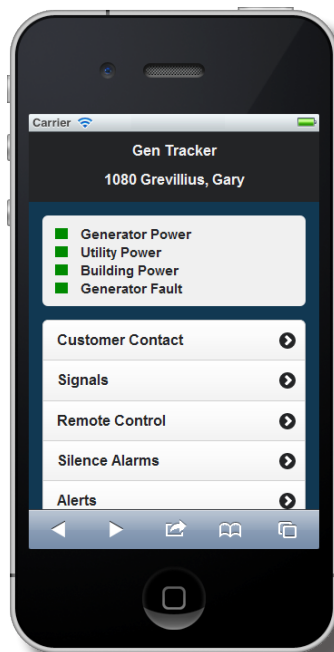 Carrier
Gen Tracker
1080 Grevillius, Gary
Generator Power
Utility Power
Building Power
Generator Fault
Customer Contact
Signals
Remote Control
Silence Alarms
Alerts